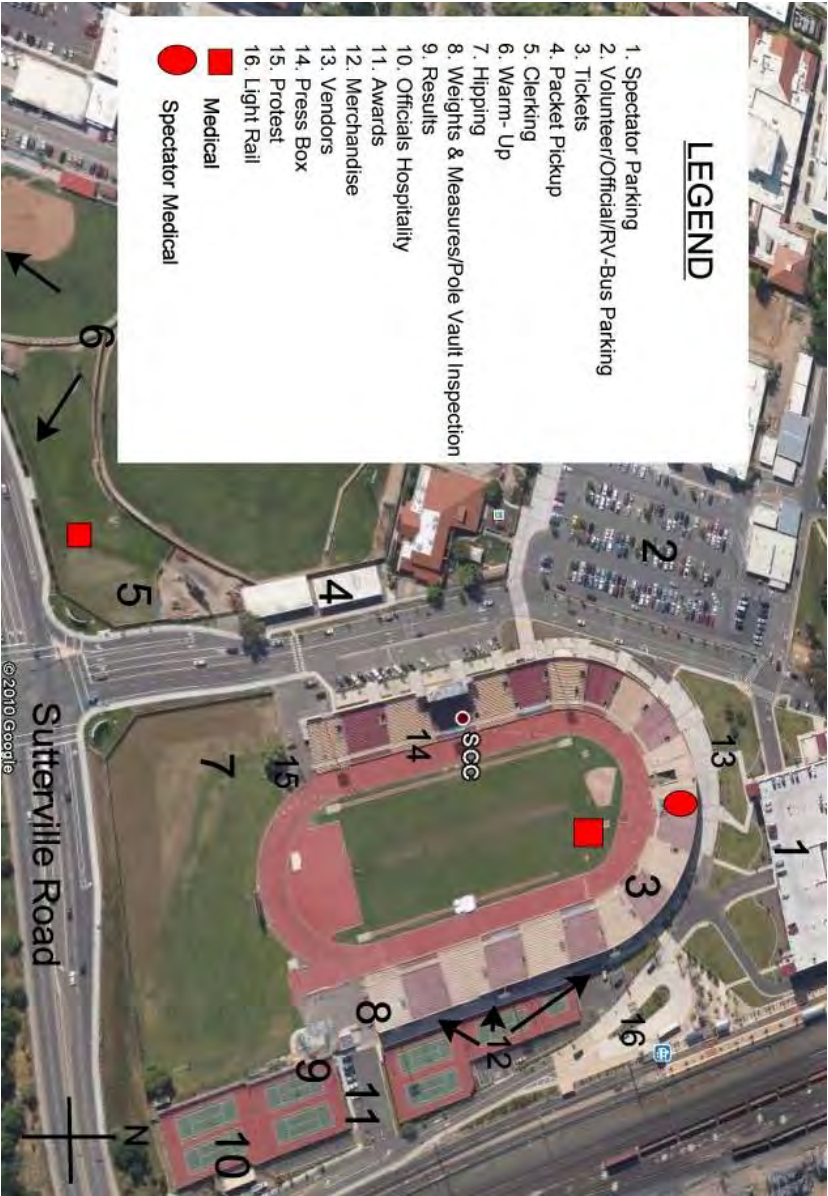 LEGEND
1. Spectator Parking
2. Volunteer/Official/RV-Bus Parking
3. Tickets
4. Packet Pickup
5. Clerking
6. Warm- Up
7. Hipping
8. Weights & Measures/Pole Vault Inspection
9. Results
10. Officials Hospitality
11. Awards
12. Merchandise
13. Vendors
14. Press Box
15. Protest
16. Light Rail
Medical
Spectator Medical
6
5
4
2
1
13
3
SCC
14
15
7
8
12
16
9
11
10
N
Sutterville Road
© 2010 Google